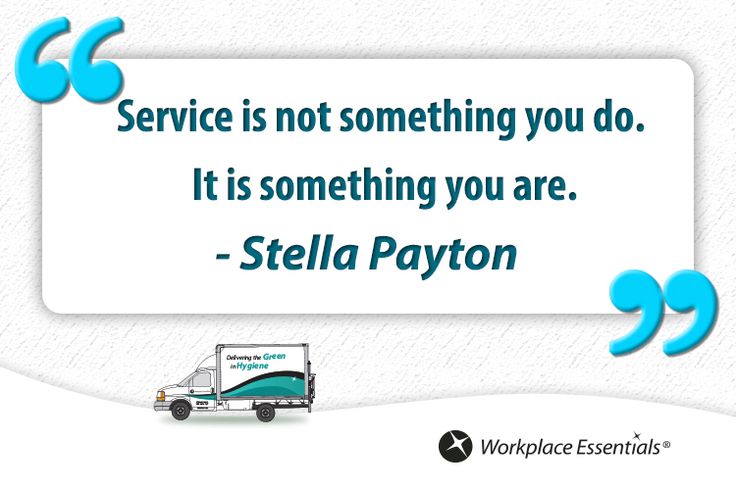 “
Service is not something you do.
It is something you are.
- Stella Payton
”
Delivering the Green
in Hygiene
Workplace Essentials®